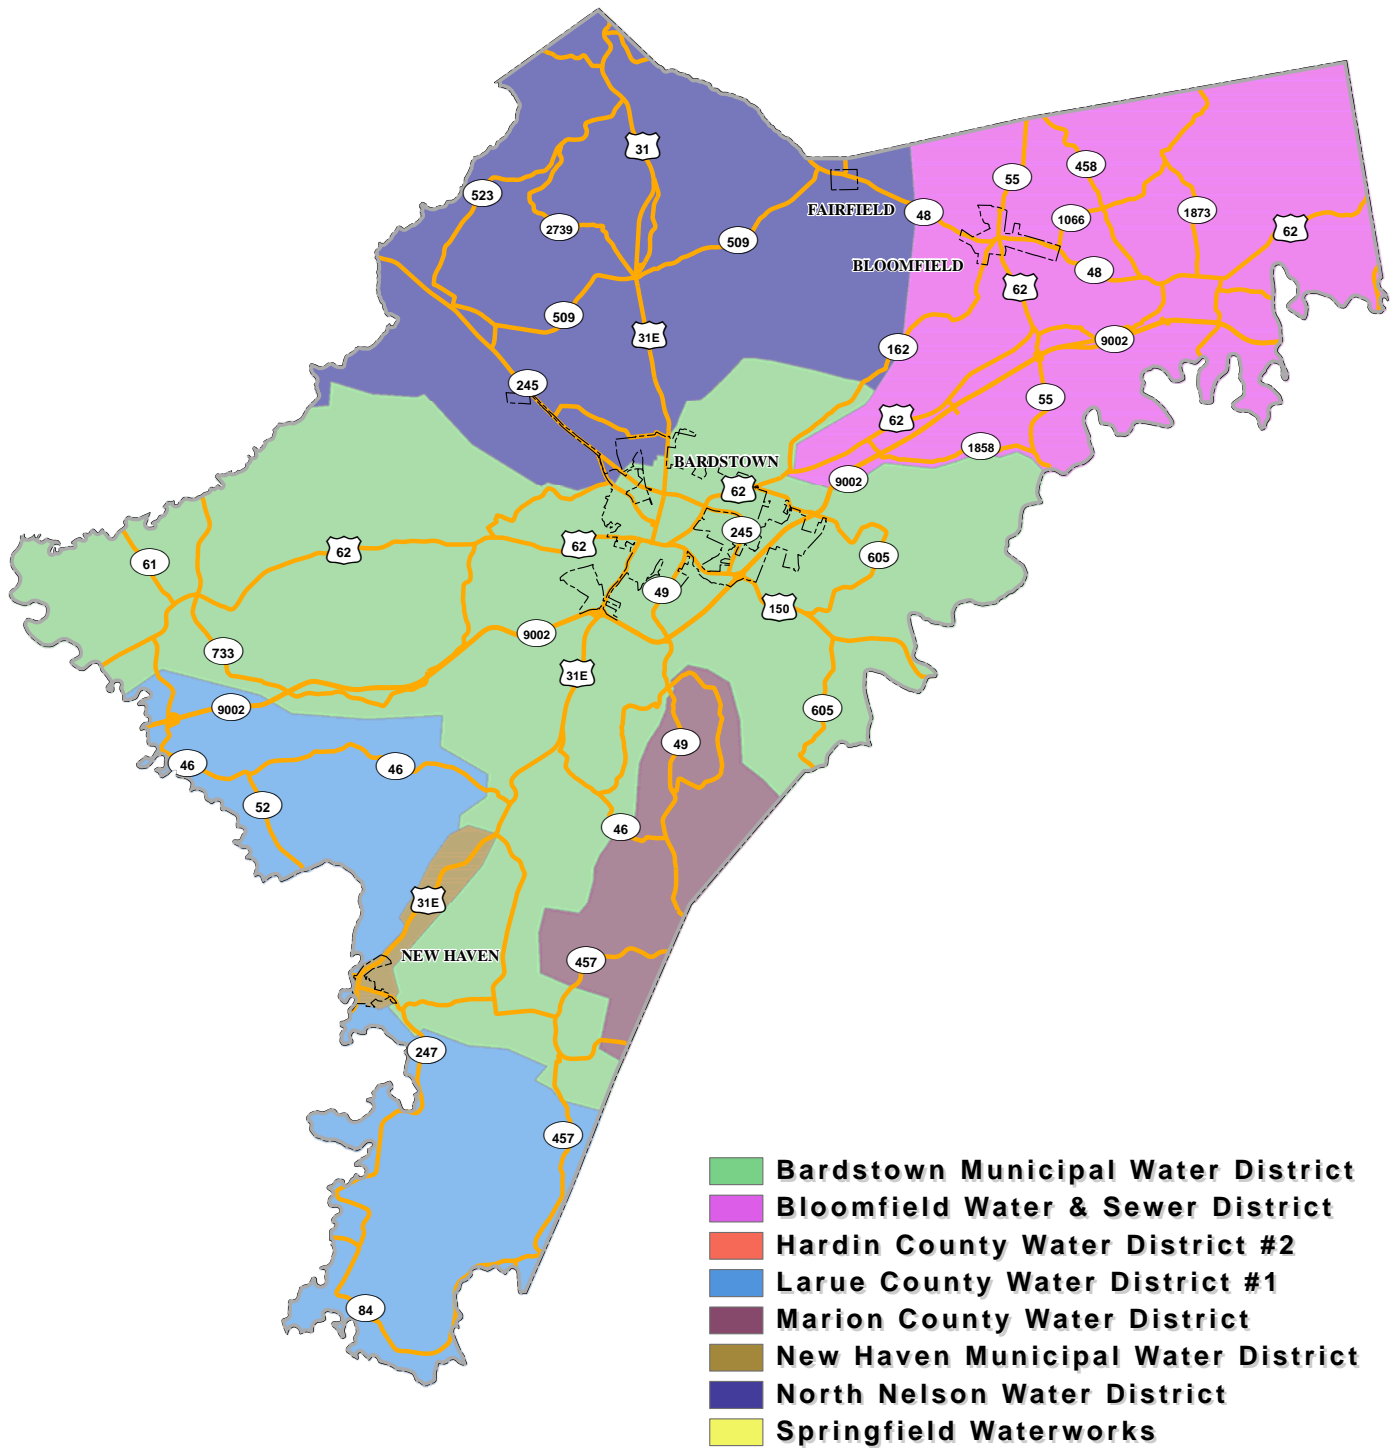 31
458
55
523
1873
48
FAIRFIELD
1066
2739
62
509
BLOOMFIELD
48
62
509
31E
9002
162
245
55
62
1858
BARDSTOWN
9002
62
245
62
62
605
61
49
150
9002
733
31E
9002
605
49
46
46
52
46
31E
NEW HAVEN
457
247
457
84
Bardstown Municipal Water District
Bloomfield Water & Sewer District
Hardin County Water District #2
Larue County Water District #1
Marion County Water District
New Haven Municipal Water District
North Nelson Water District
Springfield Waterworks